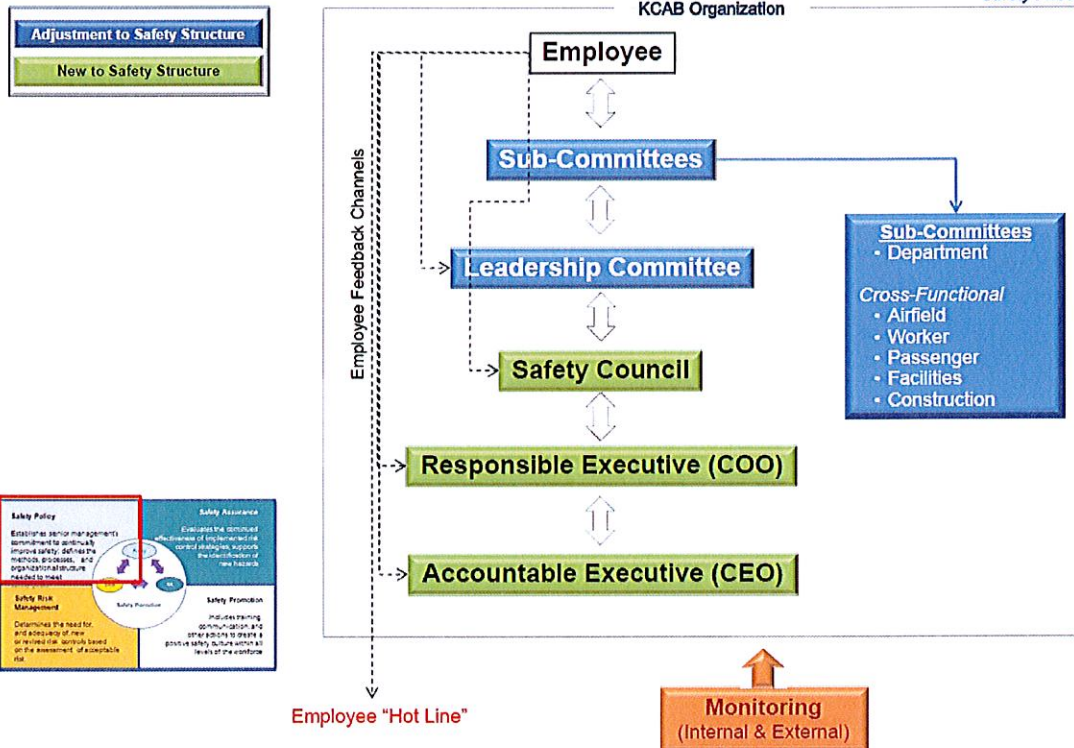 KCAB Organization
Adjustment to Safety Structure
New to Safety Structure
Employee
Sub-Committees
Leadership Committee
Safety Council
Responsible Executive (COO)
Accountable Executive (CEO)
Employee Feedback Channels
Sub-Committees
• Department
Cross-Functional
• Airfield
• Worker
• Passenger
• Facilities
• Construction
Safety Policy
Establishes senior management's
commitment to continually
improve safety; defines the
methods, processes, and
organizational structure
needed to meet
Safety Assurance
Evaluates the continued
effectiveness of implemented risk
control strategies; supports
the identification of
new hazards
Safety Risk
Management
Determines the need for,
and adequacy of, new
or revised risk controls based
on the assessment of acceptable
risk.
Safety Promotion
Safety Promotion
Includes training,
communication, and
other actions to create a
positive safety culture within all
levels of the workforce
Employee "Hot Line"
Monitoring
(Internal & External)